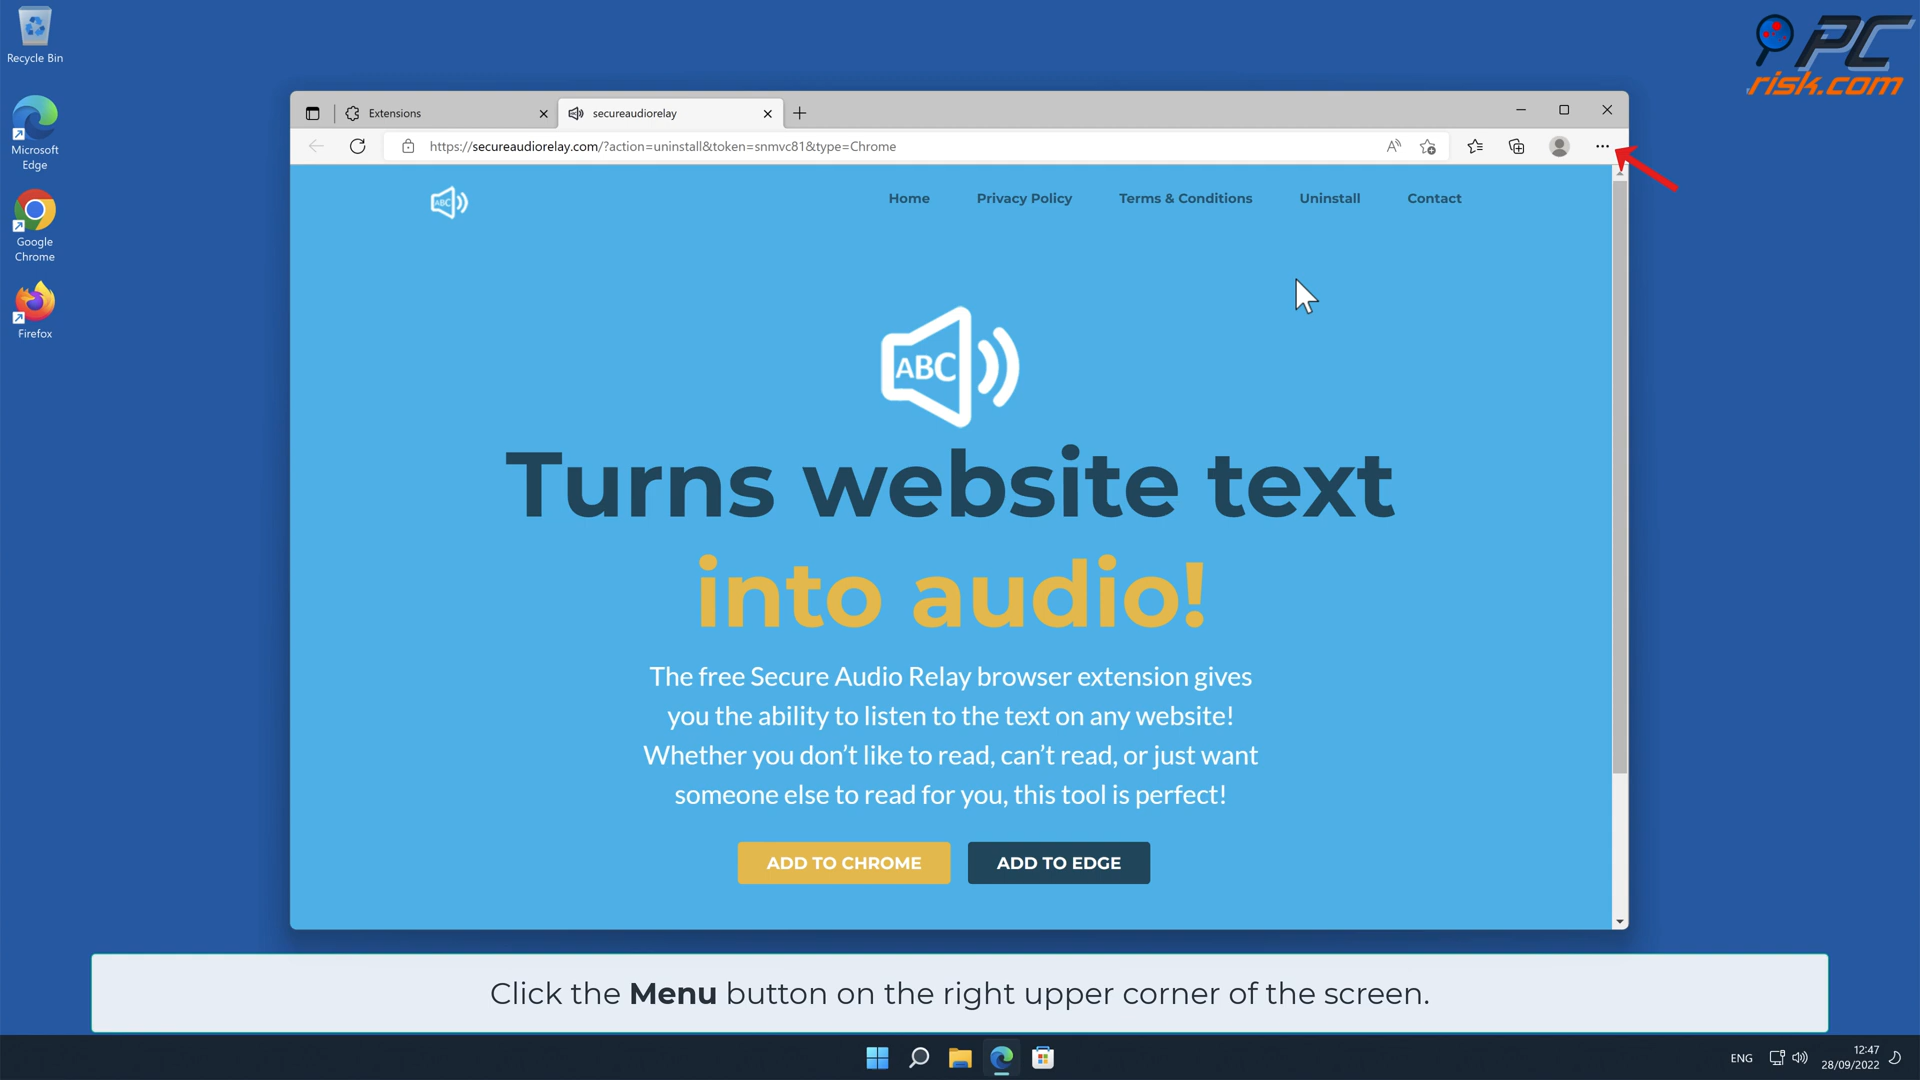 Recycle Bin
Microsoft
Edge
Google
Chrome
Firefox
PC
risk.com
Extensions
secureaudiorelay
https://secureaudiorelay.com/?action=uninstall&token=snmvc81&type=Chrome
ABC
Home
Privacy Policy
Terms & Conditions
Uninstall
Contact
ABC
Turns website text
into audio!
The free Secure Audio Relay browser extension gives
you the ability to listen to the text on any website!
Whether you don’t like to read, can’t read, or just want
someone else to read for you, this tool is perfect!
ADD TO CHROME
ADD TO EDGE
Click the Menu button on the right upper corner of the screen.
ENG
12:47
28/09/2022